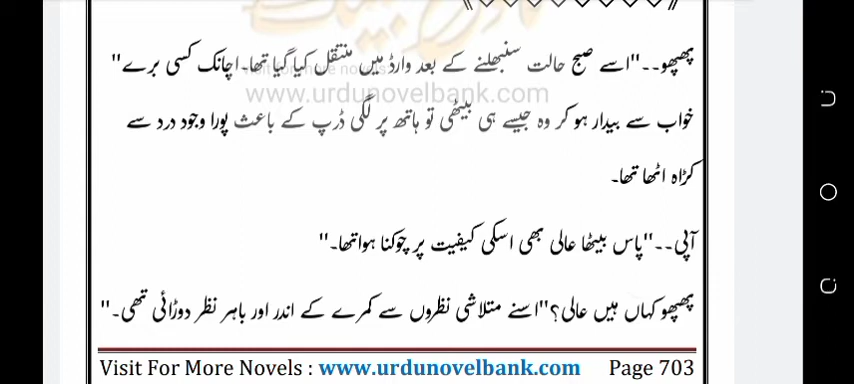 پھپھو۔۔"اسے صبح حالت سنبھلنے کے بعد وارڈ میں منتقل کیا گیا تھا۔ اچانک کسی برے"
www.urdunovelbank.com
خواب سے بیدار ہو کر وہ جیسے ہی بیٹھی تو ہاتھ پر لگی ڈرپ کے باعث پورا وجود درد سے
کڑاہ اٹھا تھا۔
آپی۔۔"پاس بیٹھا عالی بھی اسکی کیفیت پر چوکنا ہوا تھا۔"
پھپھو کہاں ہیں عالی؟"اسنے متلاشی نظروں سے کمرے کے اندر اور باہر نظر دوڑائی تھی۔"
Visit For More Novels : www.urdunovelbank.com Page 703